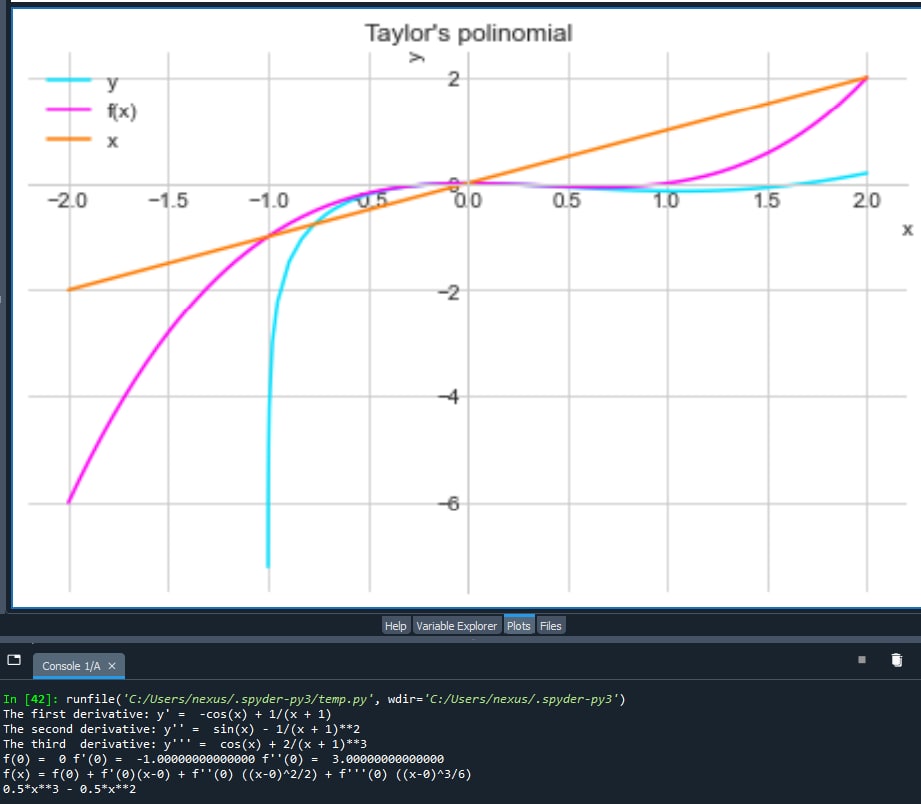 Taylor's polinomial
y
2
y
f(x)
x
0
−2.0 −1.5 −1.0 −0.5 0.0 0.5 1.0 1.5 2.0
x
−2
−4
−6
Help Variable Explorer Plots Files
Console 1/A ×
In [42]: runfile('C:/Users/nexus/.spyder-py3/temp.py', wdir='C:/Users/nexus/.spyder-py3')
The first derivative: y' =  -cos(x) + 1/(x + 1)
The second derivative: y'' =  sin(x) - 1/(x + 1)**2
The third  derivative: y''' =  cos(x) + 2/(x + 1)**3
f(0) =  0 f'(0) =  -1.00000000000000 f''(0) =  3.00000000000000
f(x) = f(0) + f'(0)(x-0) + f''(0) ((x-0)^2/2) + f'''(0) ((x-0)^3/6)
0.5*x**3 - 0.5*x**2